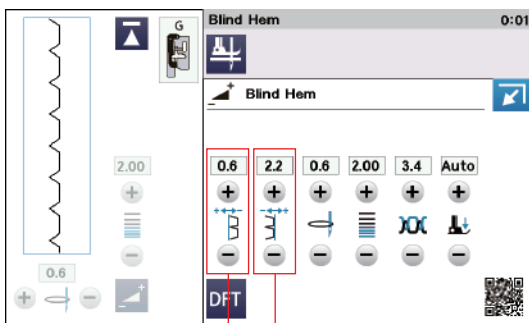 G
2.00
0.6
Blind Hem 0:01
Blind Hem
0.6 2.2 0.6 2.00 3.4 Auto
DFT